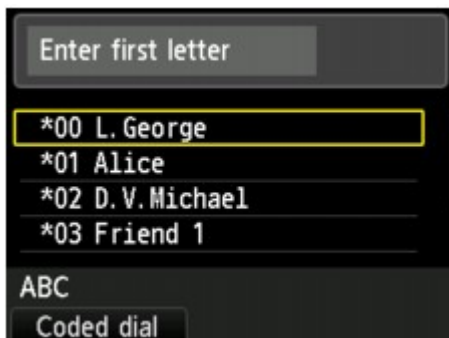 Enter first letter
*00 L.George
*01 Alice
*02 D.V.Michael
*03 Friend 1
ABC
Coded dial